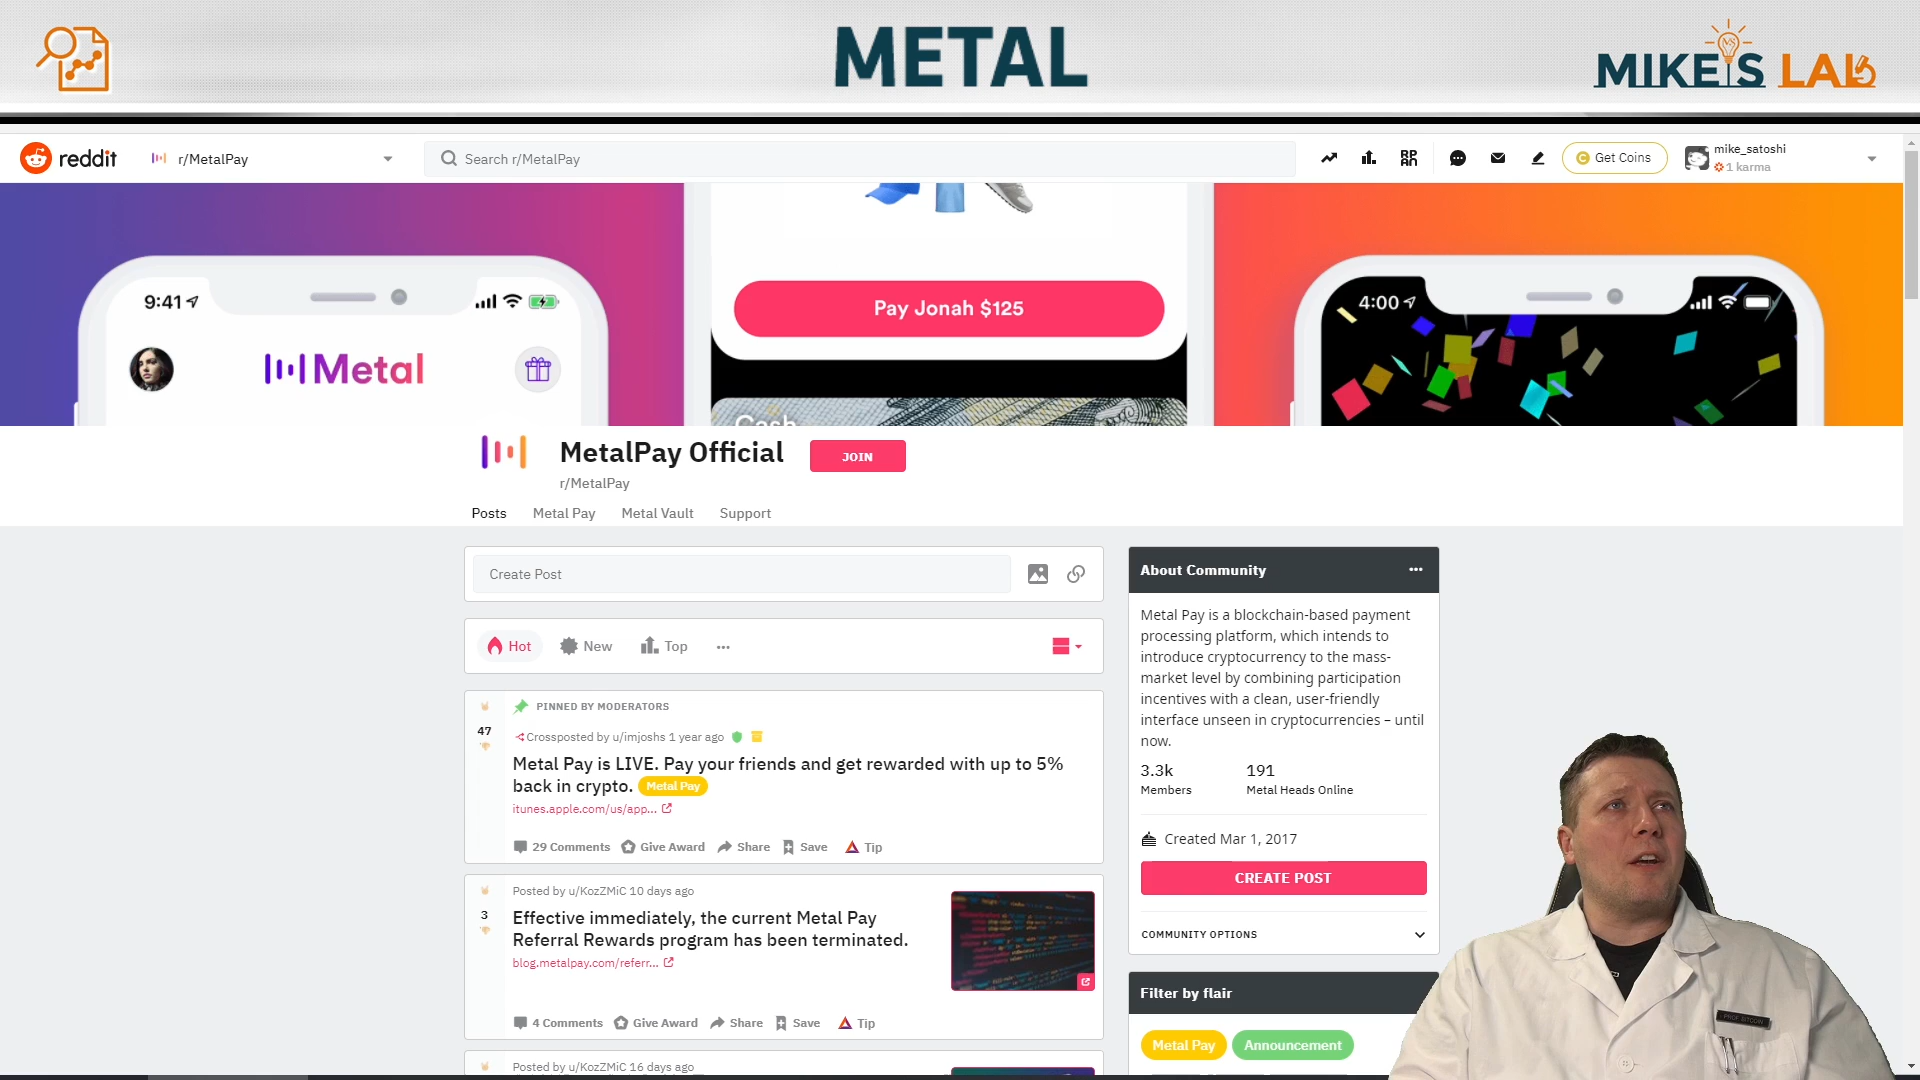 METAL
MIKE'S LAB
reddit
r/MetalPay
Search r/MetalPay
Get Coins
mike_satoshi
1 karma
9:41
Metal
Pay Jonah $125
Cash
4:00
MetalPay Official
JOIN
r/MetalPay
Posts
Metal Pay
Metal Vault
Support
Create Post
Hot
New
Top
PINNED BY MODERATORS
47
Crossposted by u/imjoshs 1 year ago
Metal Pay is LIVE. Pay your friends and get rewarded with up to 5%
back in crypto. Metal Pay
itunes.apple.com/us/app...
29 Comments Give Award Share Save Tip
Posted by u/KozZMiC 10 days ago
3
Effective immediately, the current Metal Pay
Referral Rewards program has been terminated.
blog.metalpay.com/referr...
4 Comments Give Award Share Save Tip
Posted by u/KozZMiC 16 days ago
About Community
Metal Pay is a blockchain-based payment
processing platform, which intends to
introduce cryptocurrency to the mass-
market level by combining participation
incentives with a clean, user-friendly
interface unseen in cryptocurrencies – until
now.
3.3k 191
Members Metal Heads Online
Created Mar 1, 2017
CREATE POST
COMMUNITY OPTIONS
Filter by flair
Metal Pay Announcement
PROF. BITCOIN